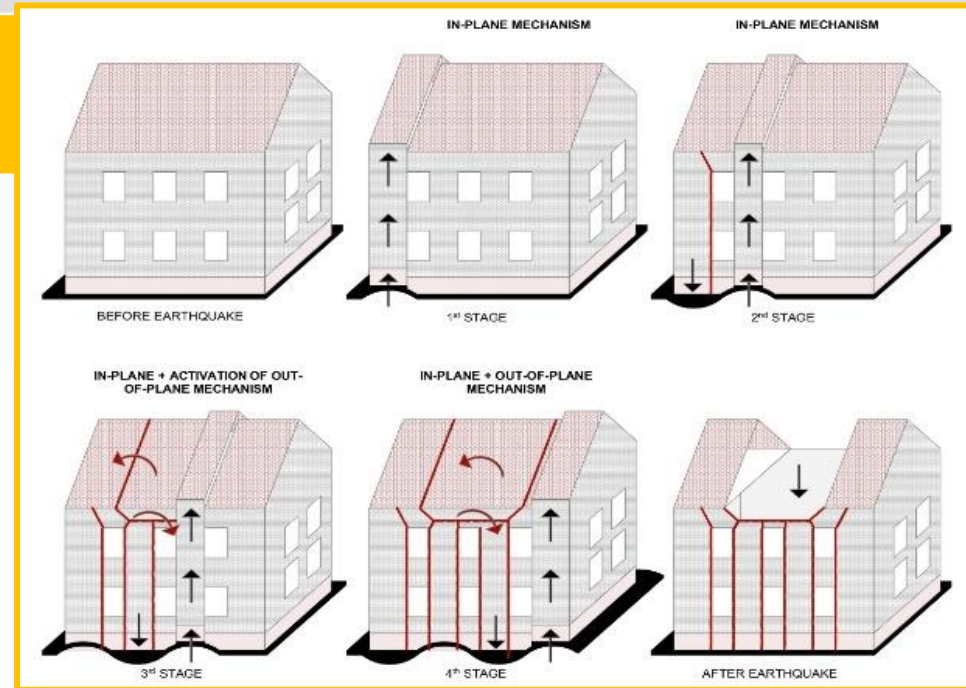 IN-PLANE MECHANISM
IN-PLANE MECHANISM
BEFORE EARTHQUAKE
1st STAGE
2nd STAGE
IN-PLANE + ACTIVATION OF OUT-
OF-PLANE MECHANISM
IN-PLANE + OUT-OF-PLANE
MECHANISM
3rd STAGE
4th STAGE
AFTER EARTHQUAKE